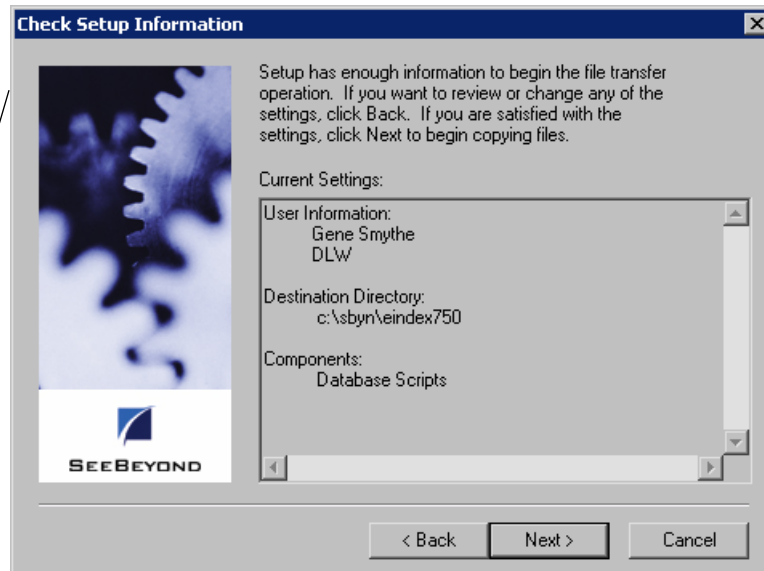 Check Setup Information
Setup has enough information to begin the file transfer
operation.  If you want to review or change any of the
settings, click Back.  If you are satisfied with the
settings, click Next to begin copying files.
Current Settings:
User Information:
Gene Smythe
DLW
Destination Directory:
c:\sbyn\eindex750
Components:
Database Scripts
SEEBEYOND
< Back
Next >
Cancel